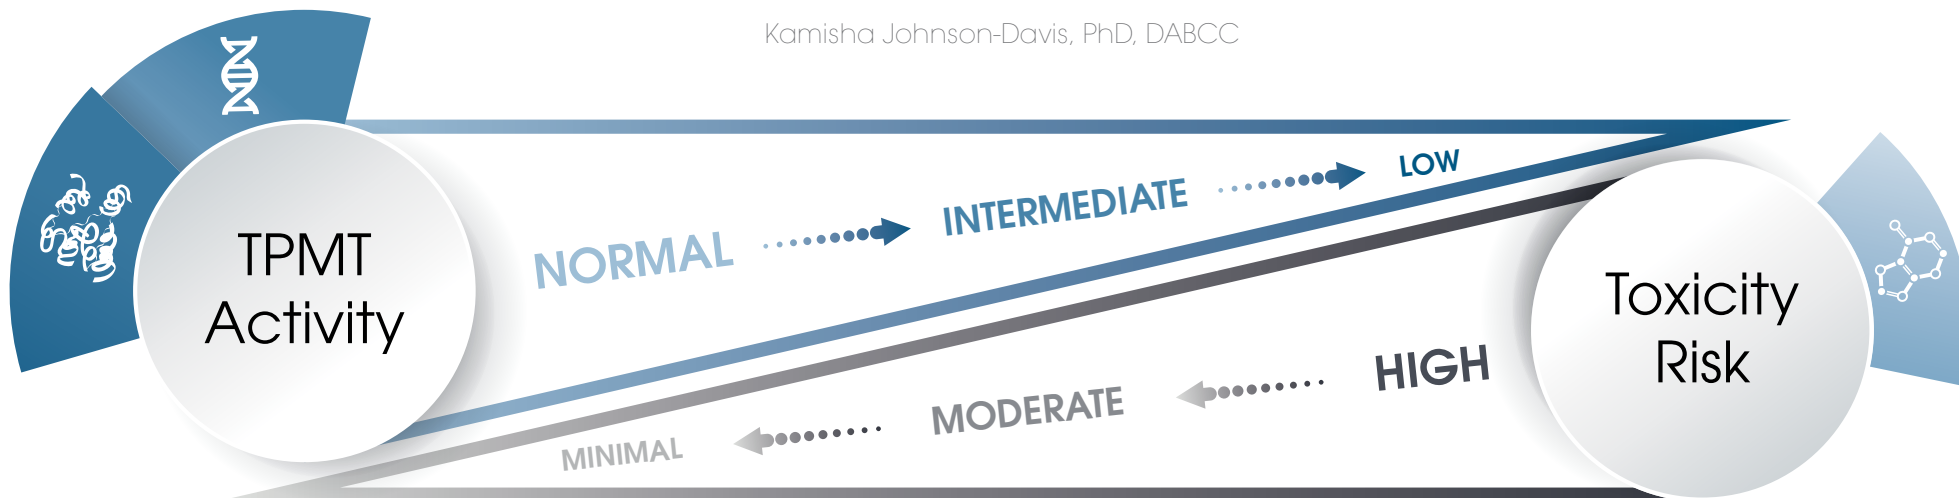 Kamisha Johnson-Davis, PhD, DABCC
TPMT
Activity
NORMAL
INTERMEDIATE
LOW
MINIMAL
MODERATE
HIGH
Toxicity
Risk